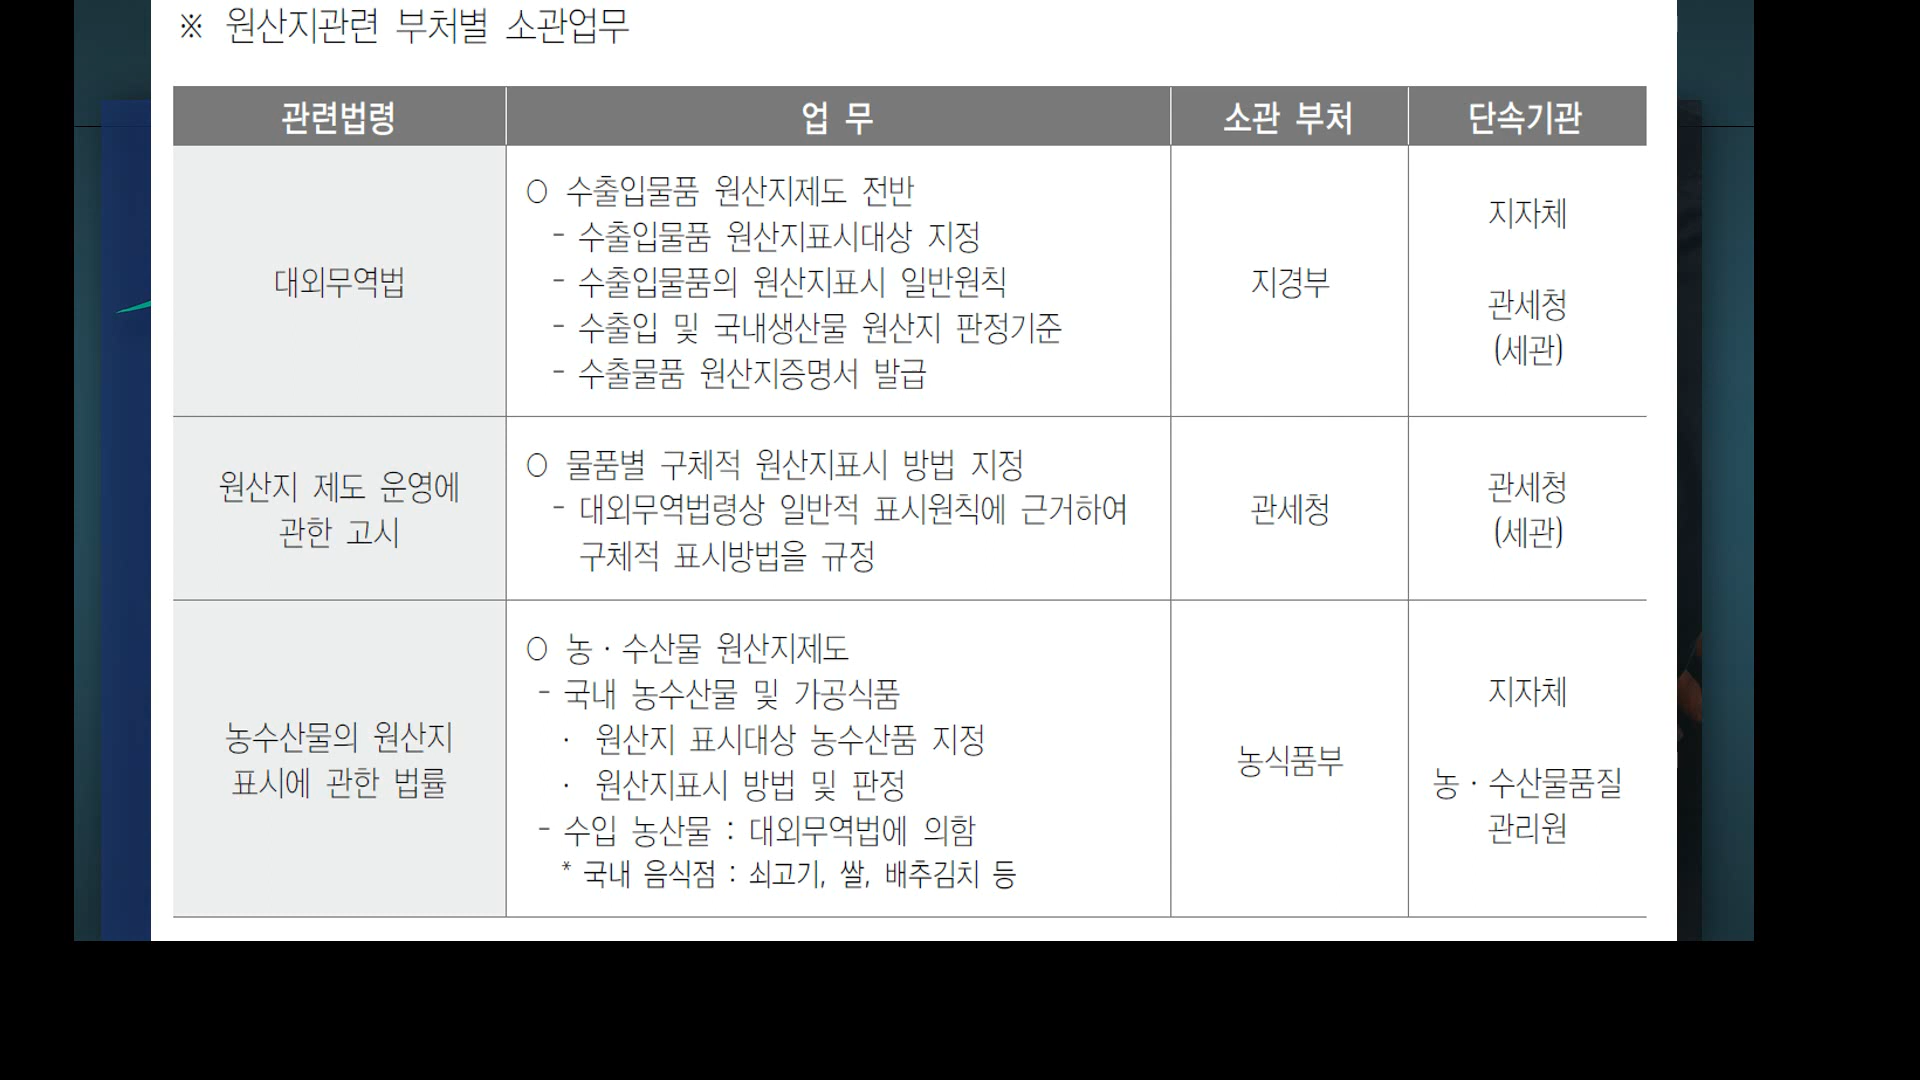 ※ 원산지관련 부처별 소관업무
관련법령
업 무
소관 부처
단속기관
대외무역법
○ 수출입물품 원산지제도 전반
- 수출입물품 원산지표시대상 지정
- 수출입물품의 원산지표시 일반원칙
- 수출입 및 국내생산물 원산지 판정기준
- 수출물품 원산지증명서 발급
지경부
지자체
관세청
(세관)
원산지 제도 운영에
관한 고시
○ 물품별 구체적 원산지표시 방법 지정
- 대외무역법령상 일반적 표시원칙에 근거하여
구체적 표시방법을 규정
관세청
관세청
(세관)
농수산물의 원산지
표시에 관한 법률
○ 농·수산물 원산지제도
- 국내 농수산물 및 가공식품
· 원산지 표시대상 농수산품 지정
· 원산지표시 방법 및 판정
- 수입 농산물 : 대외무역법에 의함
* 국내 음식점 : 쇠고기, 쌀, 배추김치 등
농식품부
지자체
농·수산물품질
관리원